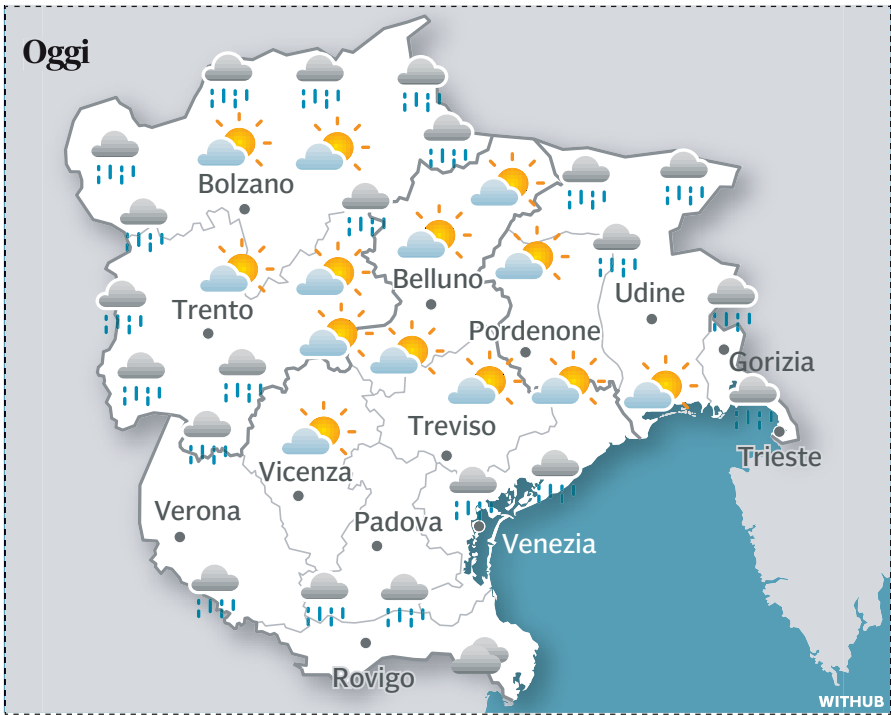 Oggi
Bolzano
Belluno
Trento
Udine
Pordenone
Gorizia
Treviso
Trieste
Vicenza
Verona
Padova
Venezia
Rovigo
WITHUB